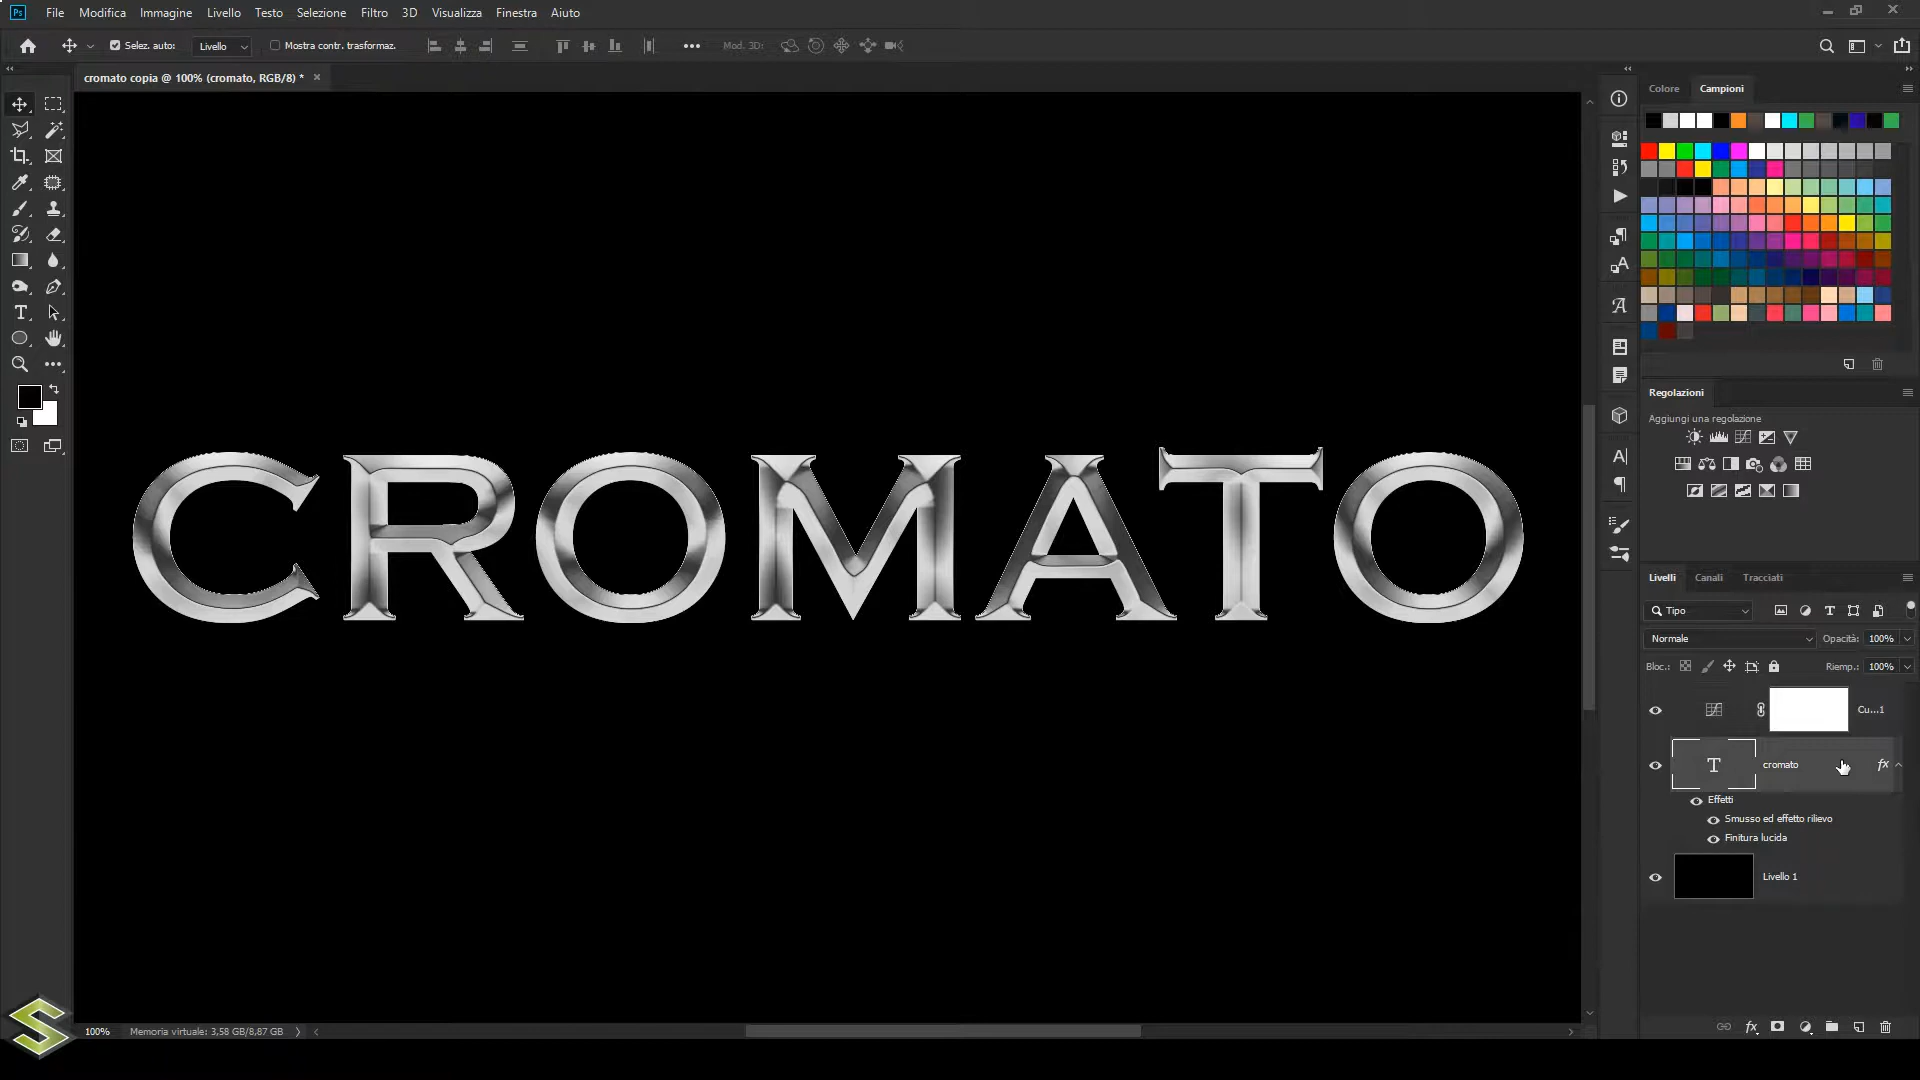 Ps File Modifica Immagine Livello Testo Selezione Filtro 3D Visualizza Finestra Aiuto
Selez. auto: Livello Mostra contr. trasformaz. Mod. 3D:
cromato copia @ 100% (cromato, RGB/8) *
Colore Campioni
Regolazioni
Aggiungi una regolazione
CROMATO
Livelli Canali Tracciati
Tipo
Normale Opacità: 100%
Bloc.: Riemp.: 100%
Cu...1
T cromato fx
Effetti
Smusso ed effetto rilievo
Finitura lucida
Livello 1
100% Memoria virtuale: 3,58 GB/8,87 GB